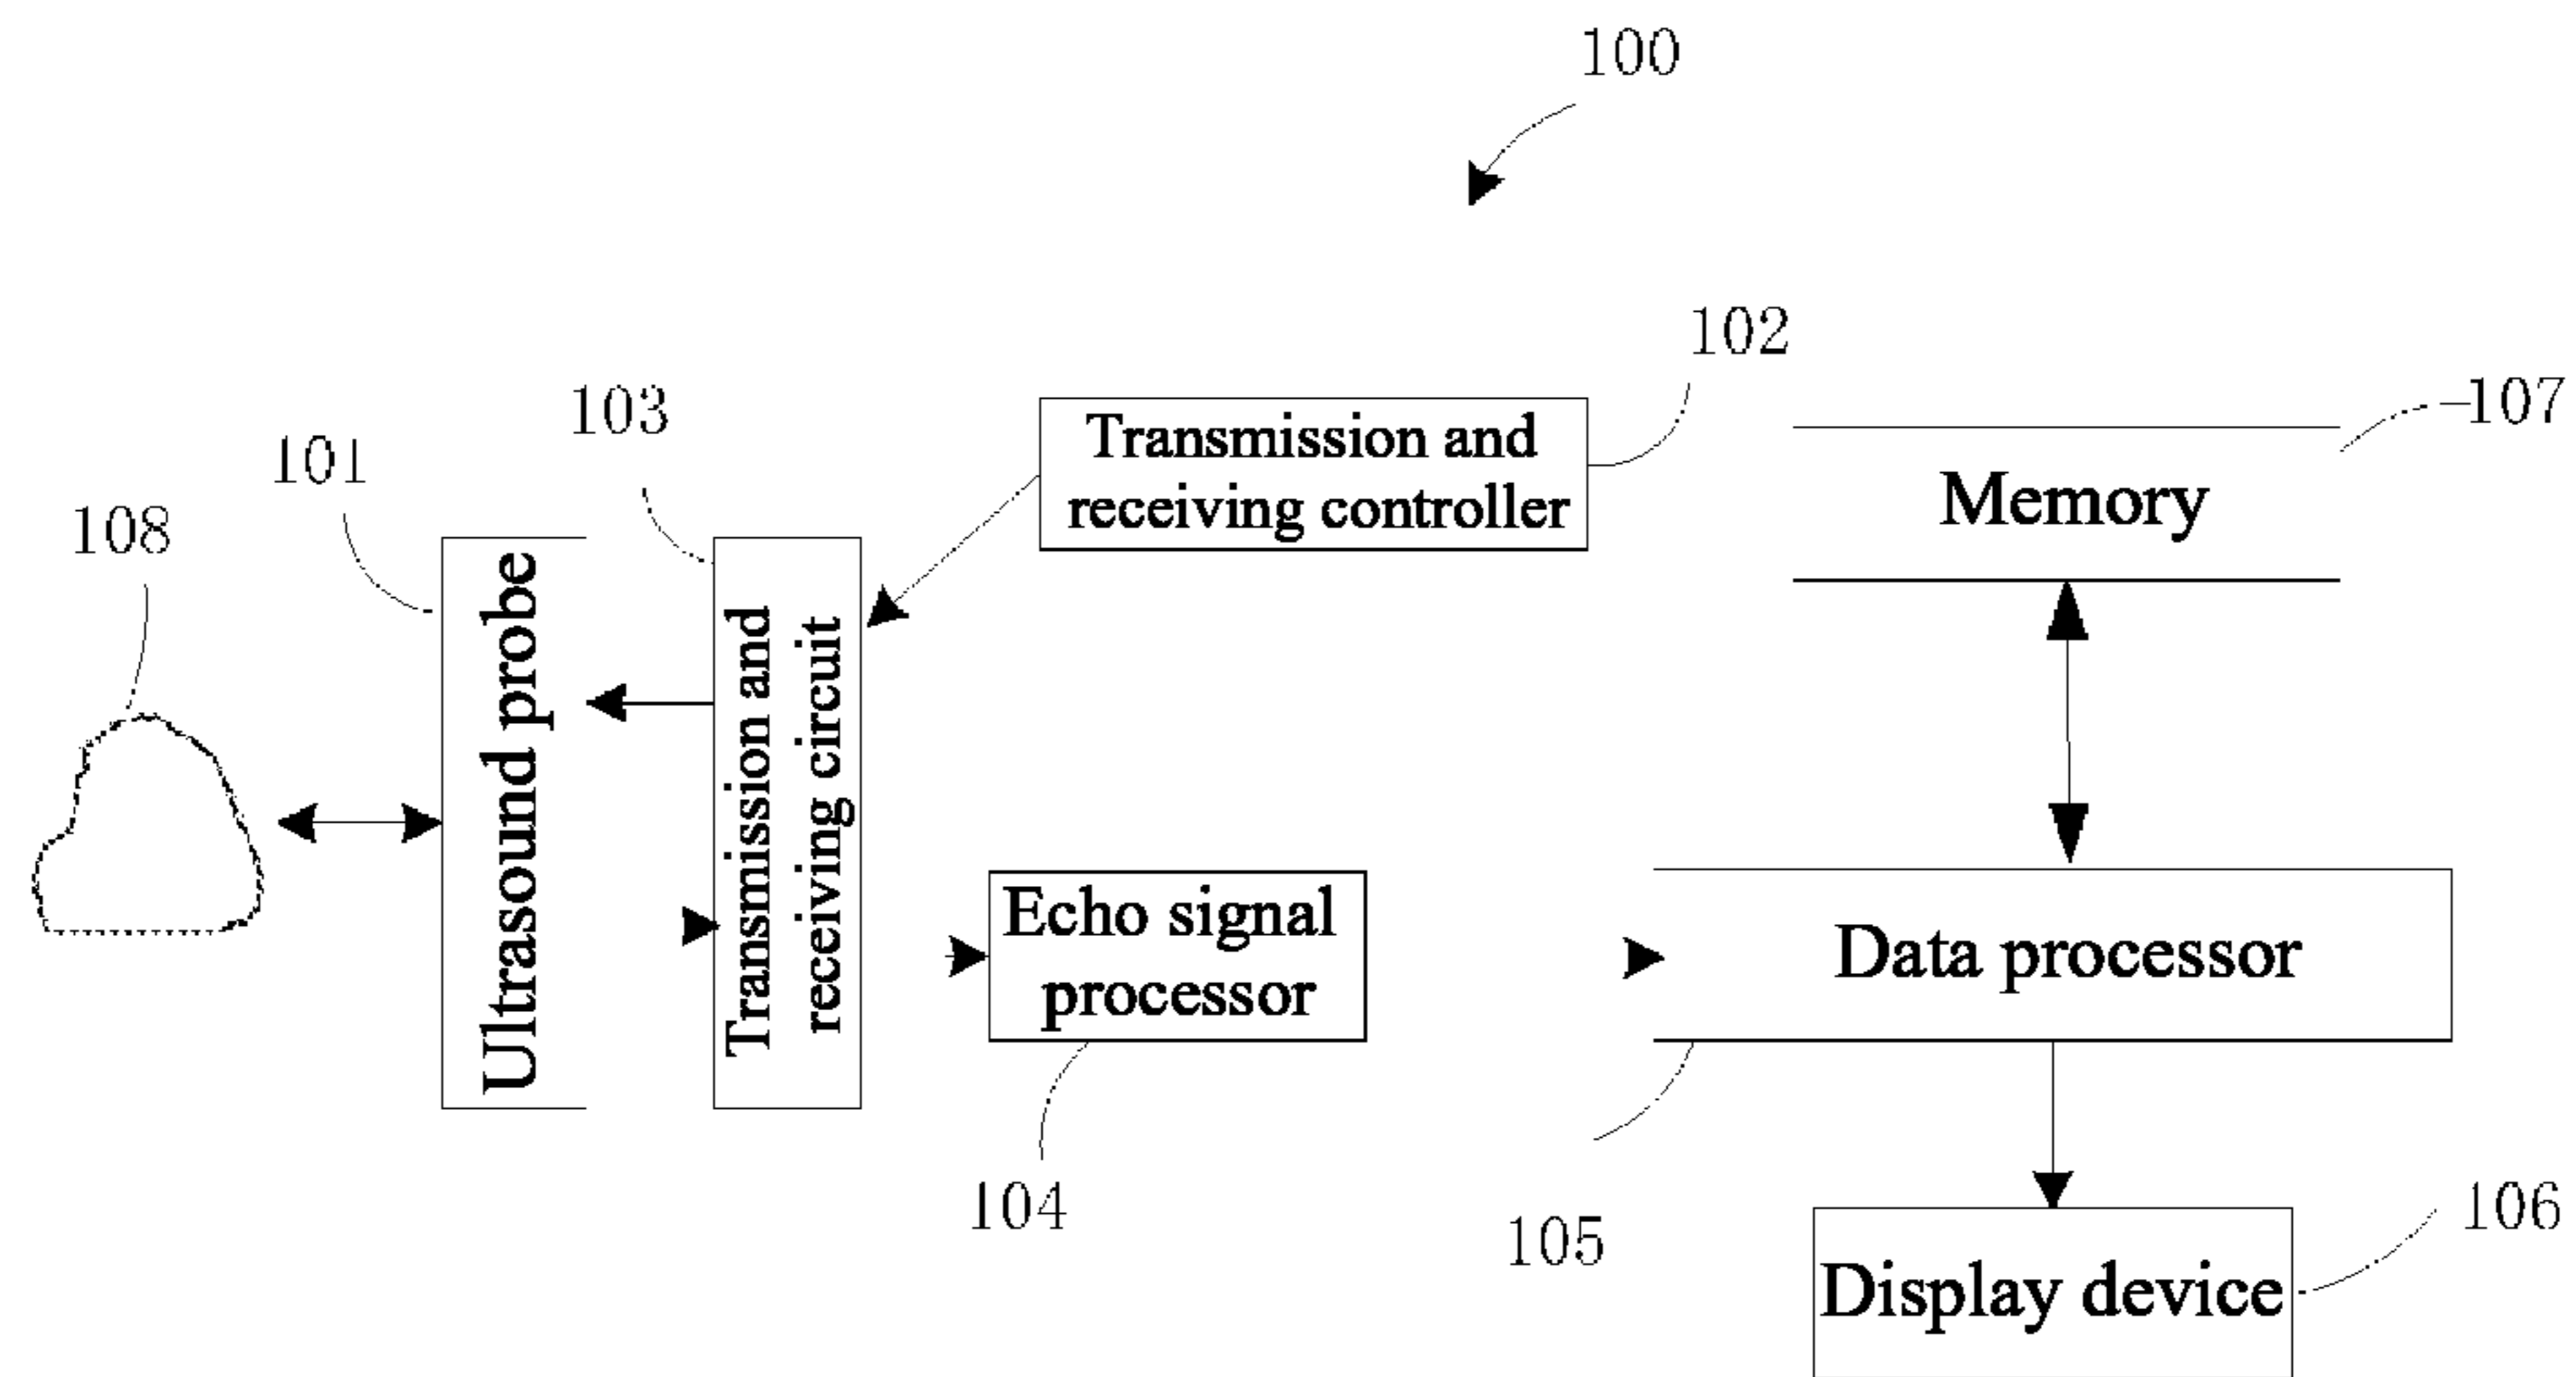 100
102
107
103
101
108
Transmission and
receiving controller
Memory
Ultrasound probe
Transmission and
receiving circuit
Echo signal
processor
Data processor
104
105
106
Display device